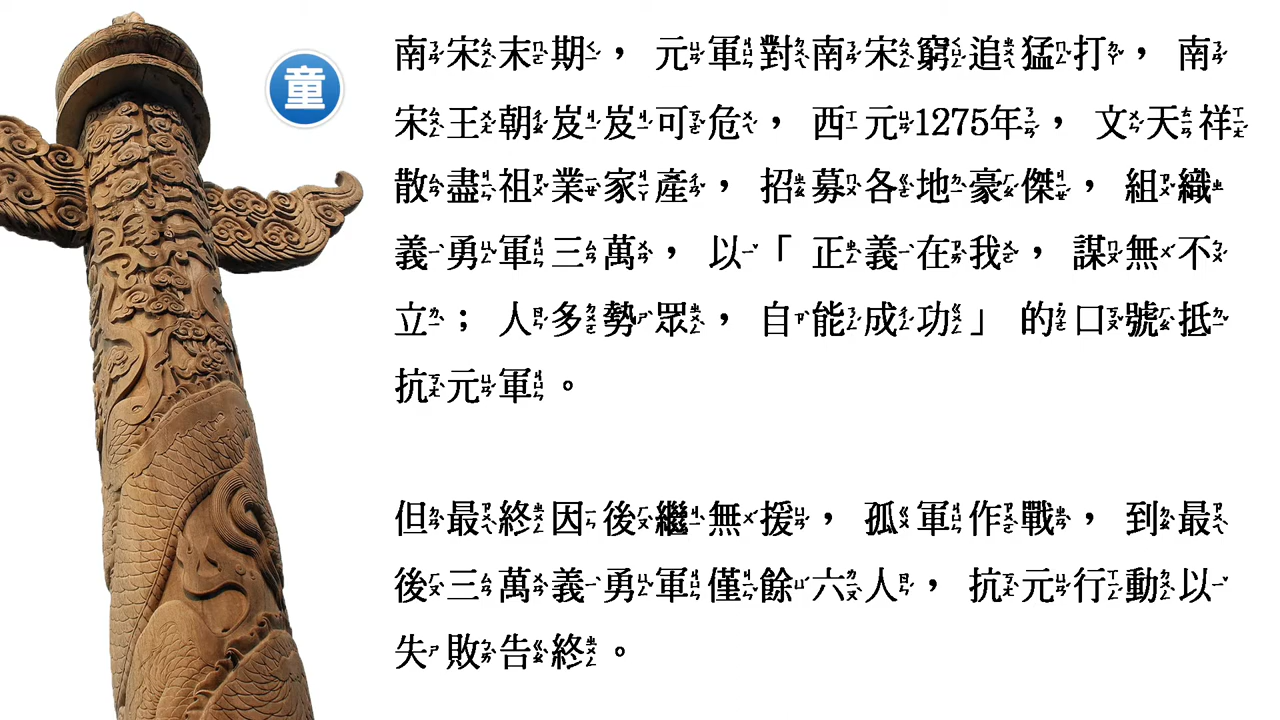 童
南宋末期，元軍對南宋窮追猛打，南
宋王朝岌岌可危，西元1275年，文天祥
散盡祖業家產，招募各地豪傑，組織
義勇軍三萬，以「正義在我，謀無不
立；人多勢眾，自能成功」的口號抵
抗元軍。
但最終因後繼無援，孤軍作戰，到最
後三萬義勇軍僅餘六人，抗元行動以
失敗告終。